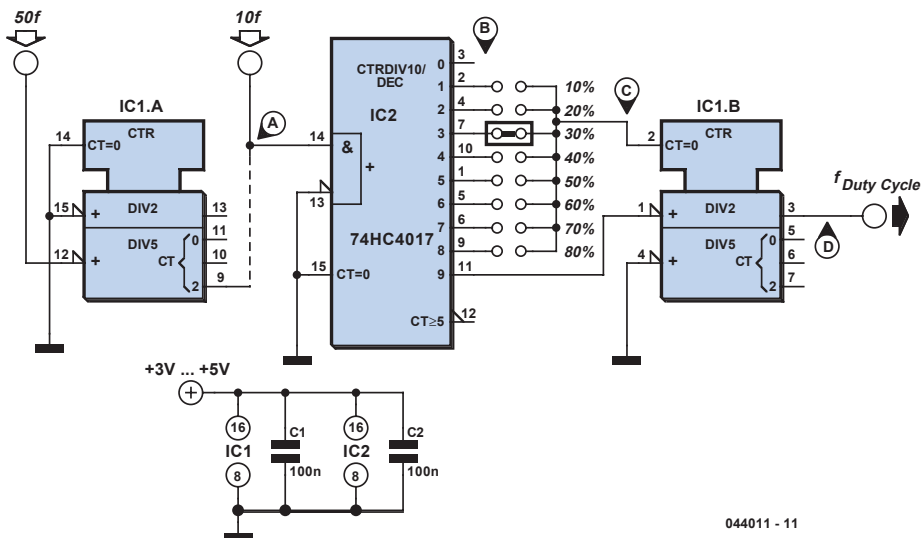 50f
10f
IC1.A
14
CTR
CT=0
15
+
DIV2
13
DIV5
11
0
12
+
CT
10
2
9
A
B
CTRDIV10/
DEC
IC2
14
&
+
13
74HC4017
15
CT=0
CT≥5
12
0
3
1
2
10%
2
4
20%
3
7
30%
4
10
40%
5
1
50%
6
5
60%
7
6
70%
8
9
80%
9
11
C
IC1.B
2
CTR
CT=0
1
+
DIV2
3
4
+
DIV5
5
0
CT
6
2
7
D
f Duty Cycle
+3V ... +5V
+
16
IC1
8
C1
100n
16
IC2
8
C2
100n
044011 - 11